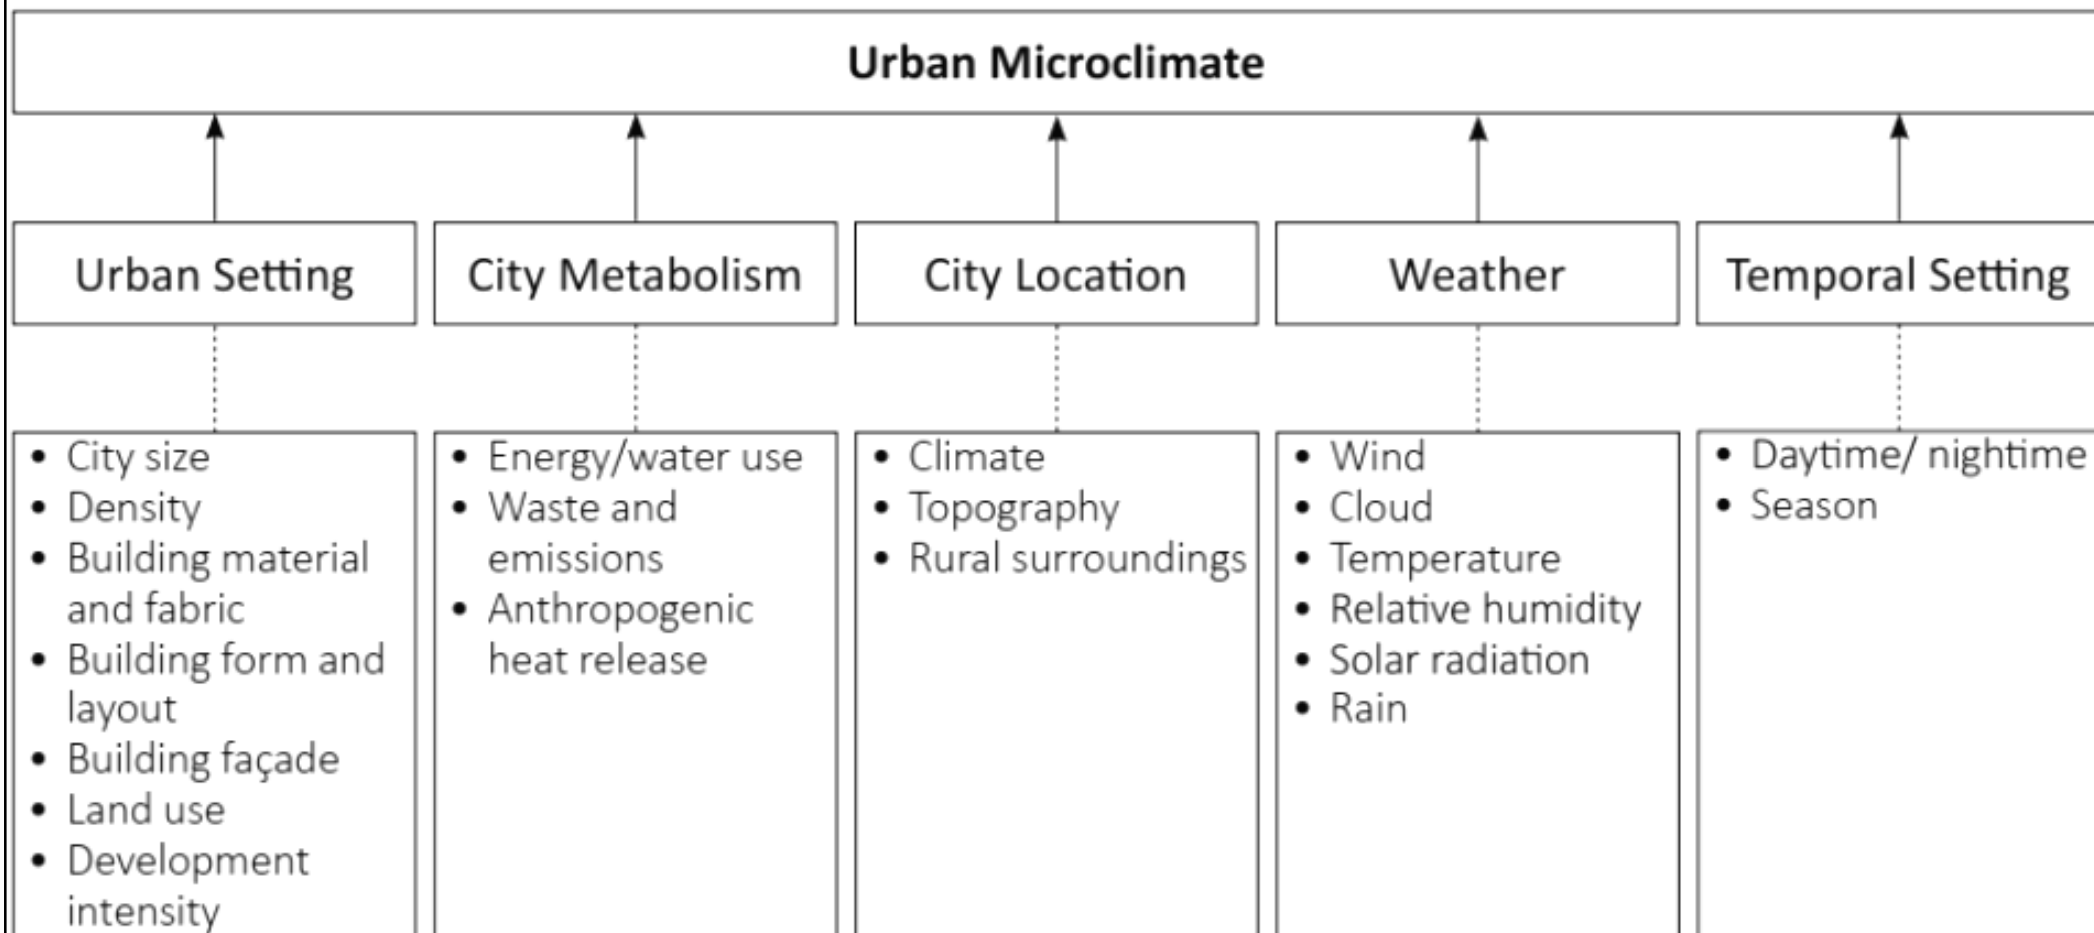 Urban Microclimate
Urban Setting
City Metabolism
City Location
Weather
Temporal Setting
• City size
• Density
• Building material
and fabric
• Building form and
layout
• Building façade
• Land use
• Development
intensity
• Energy/water use
• Waste and
emissions
• Anthropogenic
heat release
• Climate
• Topography
• Rural surroundings
• Wind
• Cloud
• Temperature
• Relative humidity
• Solar radiation
• Rain
• Daytime/ nightime
• Season